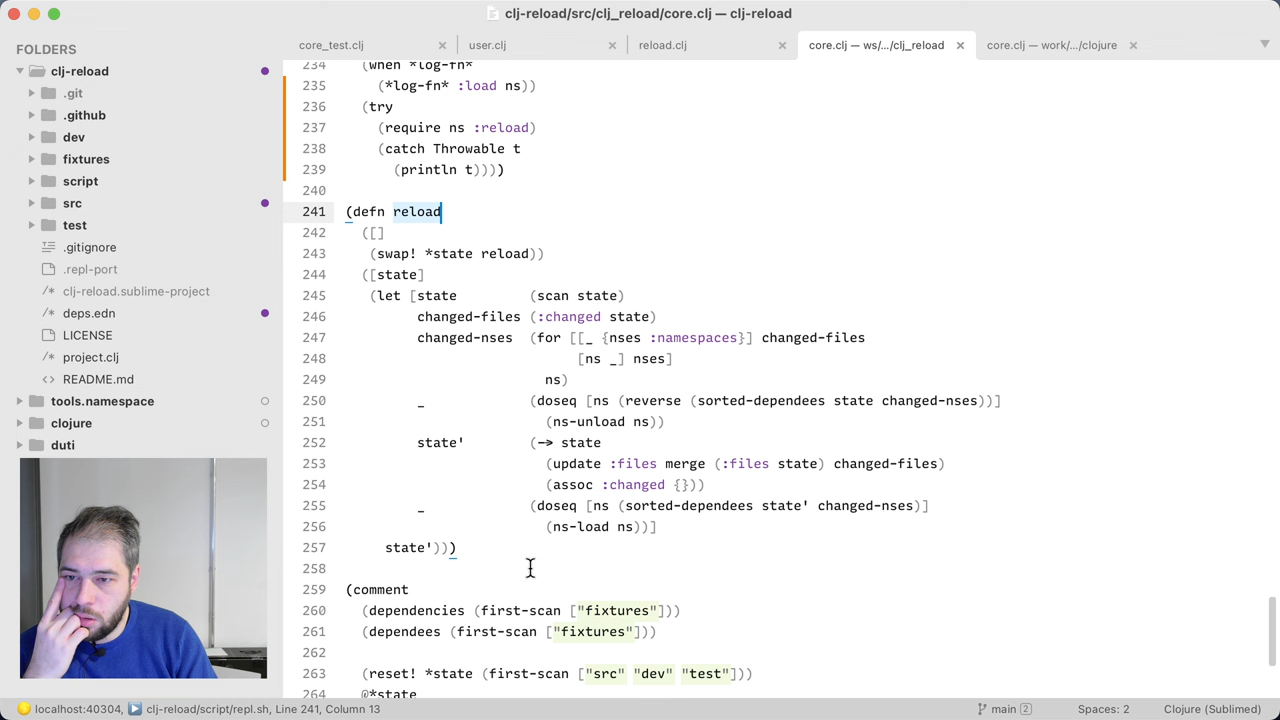 clj-reload/src/clj_reload/core.clj — clj-reload
FOLDERS
clj-reload
.git
.github
dev
fixtures
script
src
test
.gitignore
.repl-port
/* clj-reload.sublime-project
/* deps.edn
LICENSE
/* project.clj
<> README.md
tools.namespace
clojure
duti
core_test.clj
user.clj
reload.clj
core.clj — ws/.../clj_reload
core.clj — work/.../clojure
234 (when *log-fn*
235 (*log-fn* :load ns))
236 (try
237 (require ns :reload)
238 (catch Throwable t
239 (println t))))
240
241 (defn reload
242 ([]
243 (swap! *state reload))
244 ([state]
245 (let [state (scan state)
246 changed-files (:changed state)
247 changed-nses (for [[_ {nses :namespaces}] changed-files
248 [ns _] nses]
249 ns)
250 _ (doseq [ns (reverse (sorted-dependees state changed-nses))]
251 (ns-unload ns))
252 state' (-> state
253 (update :files merge (:files state) changed-files)
254 (assoc :changed {}))
255 _ (doseq [ns (sorted-dependees state' changed-nses)]
256 (ns-load ns))]
257 state')))
258
259 (comment
260 (dependencies (first-scan ["fixtures"]))
261 (dependees (first-scan ["fixtures"]))
262
263 (reset! *state (first-scan ["src" "dev" "test"]))
264 @*state
localhost:40304, clj-reload/script/repl.sh, Line 241, Column 13
main 2
Spaces: 2
Clojure (Sublimed)